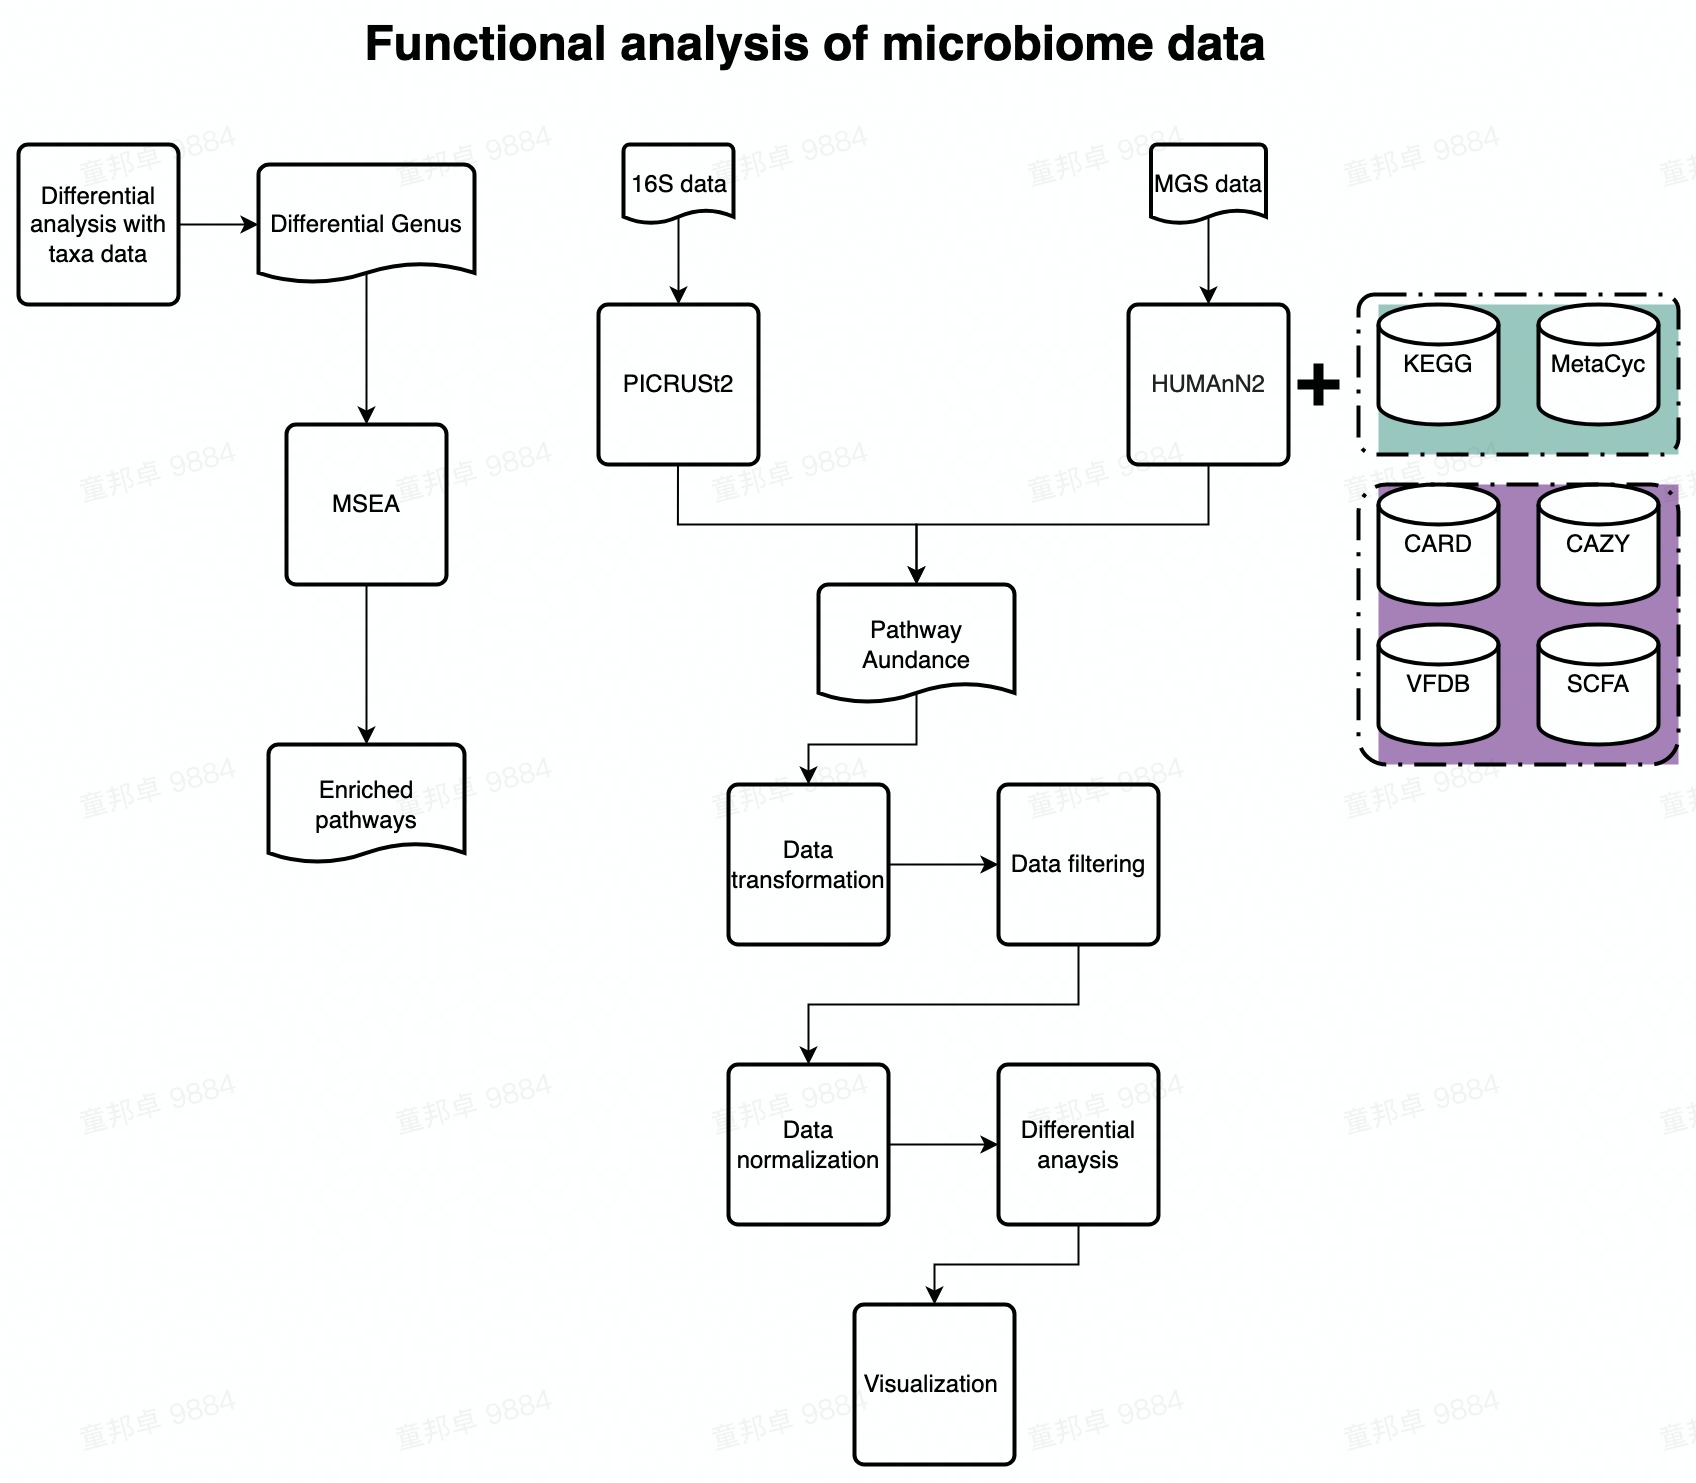 Functional analysis of microbiome data
Differential
analysis with
taxa data
Differential Genus
MSEA
Enriched
pathways
16S data
PICRUSt2
MGS data
HUMAnN2
+
KEGG
MetaCyc
CARD
CAZY
VFDB
SCFA
Pathway
Aundance
Data
transformation
Data filtering
Data
normalization
Differential
anaysis
Visualization
童邦卓 9884